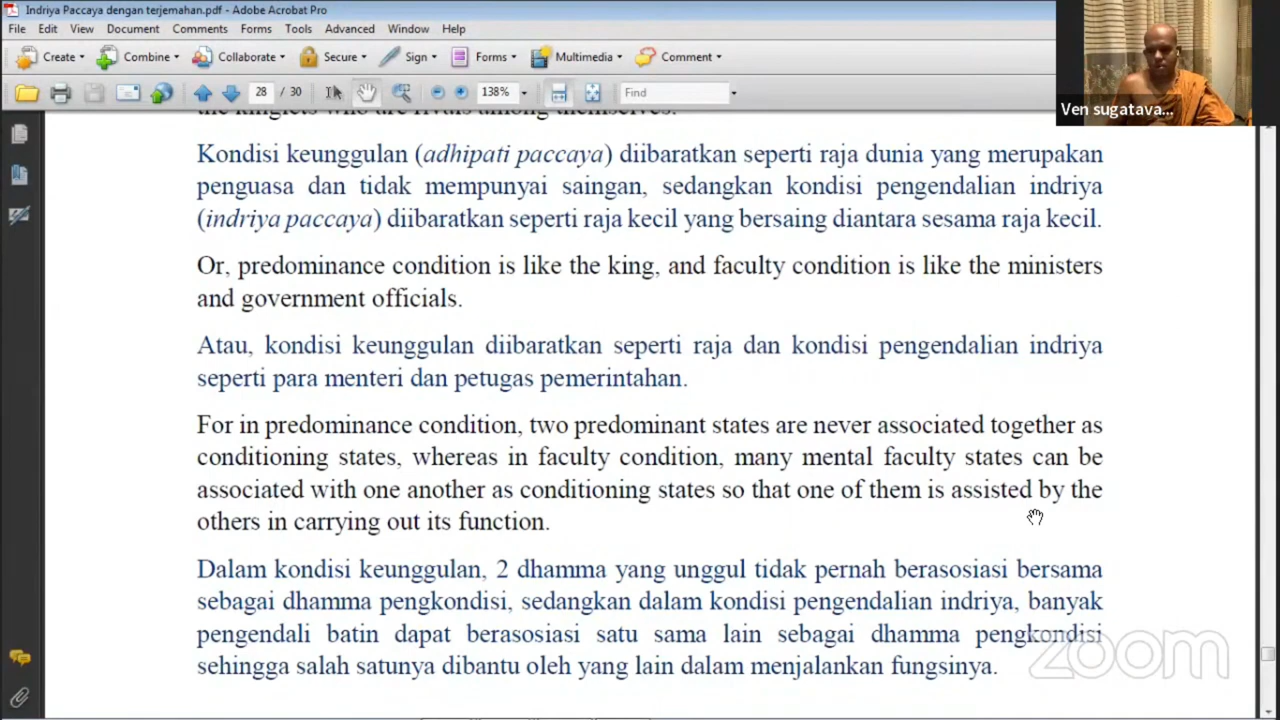 Indriya Paccaya dengan terjemahan.pdf - Adobe Acrobat Pro
File Edit View Document Comments Forms Tools Advanced Window Help
Create Combine Collaborate Secure Sign Forms Multimedia Comment
28 / 30 138% Find
Ven sugatava...
the kinglets who are rivals among themselves.
Kondisi keunggulan (adhipati paccaya) diibaratkan seperti raja dunia yang merupakan
penguasa dan tidak mempunyai saingan, sedangkan kondisi pengendalian indriya
(indriya paccaya) diibaratkan seperti raja kecil yang bersaing diantara sesama raja kecil.
Or, predominance condition is like the king, and faculty condition is like the ministers
and government officials.
Atau, kondisi keunggulan diibaratkan seperti raja dan kondisi pengendalian indriya
seperti para menteri dan petugas pemerintahan.
For in predominance condition, two predominant states are never associated together as
conditioning states, whereas in faculty condition, many mental faculty states can be
associated with one another as conditioning states so that one of them is assisted by the
others in carrying out its function.
Dalam kondisi keunggulan, 2 dhamma yang unggul tidak pernah berasosiasi bersama
sebagai dhamma pengkondisi, sedangkan dalam kondisi pengendalian indriya, banyak
pengendali batin dapat berasosiasi satu sama lain sebagai dhamma pengkondisi
sehingga salah satunya dibantu oleh yang lain dalam menjalankan fungsinya.
zoom